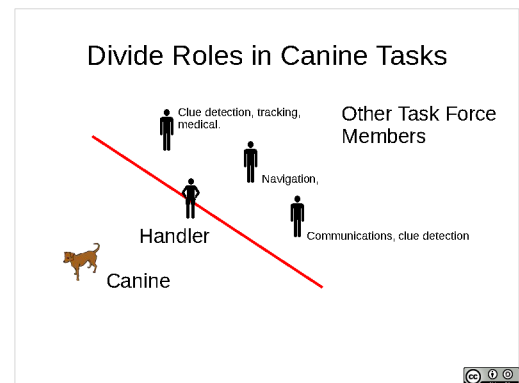 Divide Roles in Canine Tasks
Clue detection, tracking,
medical.
Other Task Force
Members
Navigation,
Handler
Communications, clue detection
Canine
cc